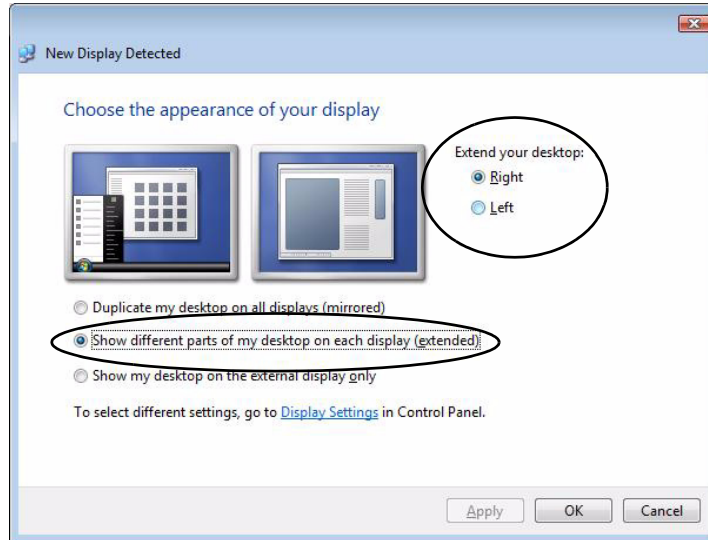 New Display Detected
Choose the appearance of your display
Extend your desktop:
Right
Left
Duplicate my desktop on all displays (mirrored)
Show different parts of my desktop on each display (extended)
Show my desktop on the external display only
To select different settings, go to Display Settings in Control Panel.
Apply OK Cancel